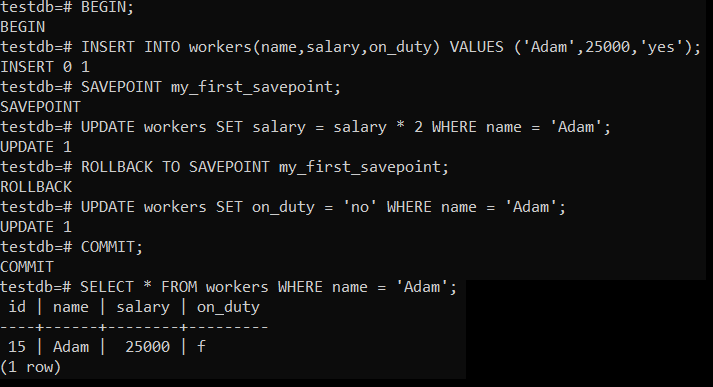 testdb=# BEGIN;
BEGIN
testdb=# INSERT INTO workers(name,salary,on_duty) VALUES ('Adam',25000,'yes');
INSERT 0 1
testdb=# SAVEPOINT my_first_savepoint;
SAVEPOINT
testdb=# UPDATE workers SET salary = salary * 2 WHERE name = 'Adam';
UPDATE 1
testdb=# ROLLBACK TO SAVEPOINT my_first_savepoint;
ROLLBACK
testdb=# UPDATE workers SET on_duty = 'no' WHERE name = 'Adam';
UPDATE 1
testdb=# COMMIT;
COMMIT
testdb=# SELECT * FROM workers WHERE name = 'Adam';
 id | name | salary | on_duty
----+------+--------+---------
 15 | Adam |  25000 | f
(1 row)